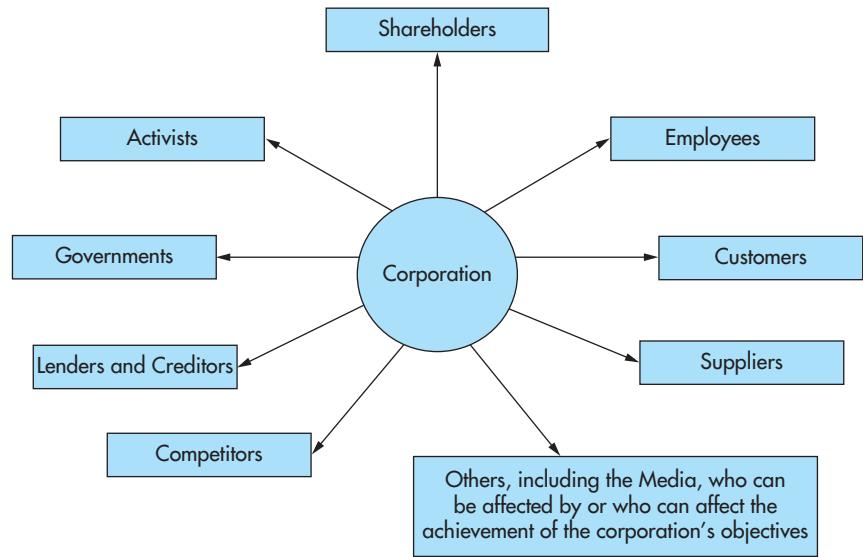 Shareholders
Activists
Employees
Governments
Corporation
Customers
Lenders and Creditors
Suppliers
Competitors
Others, including the Media, who can
be affected by or who can affect the
achievement of the corporation's objectives